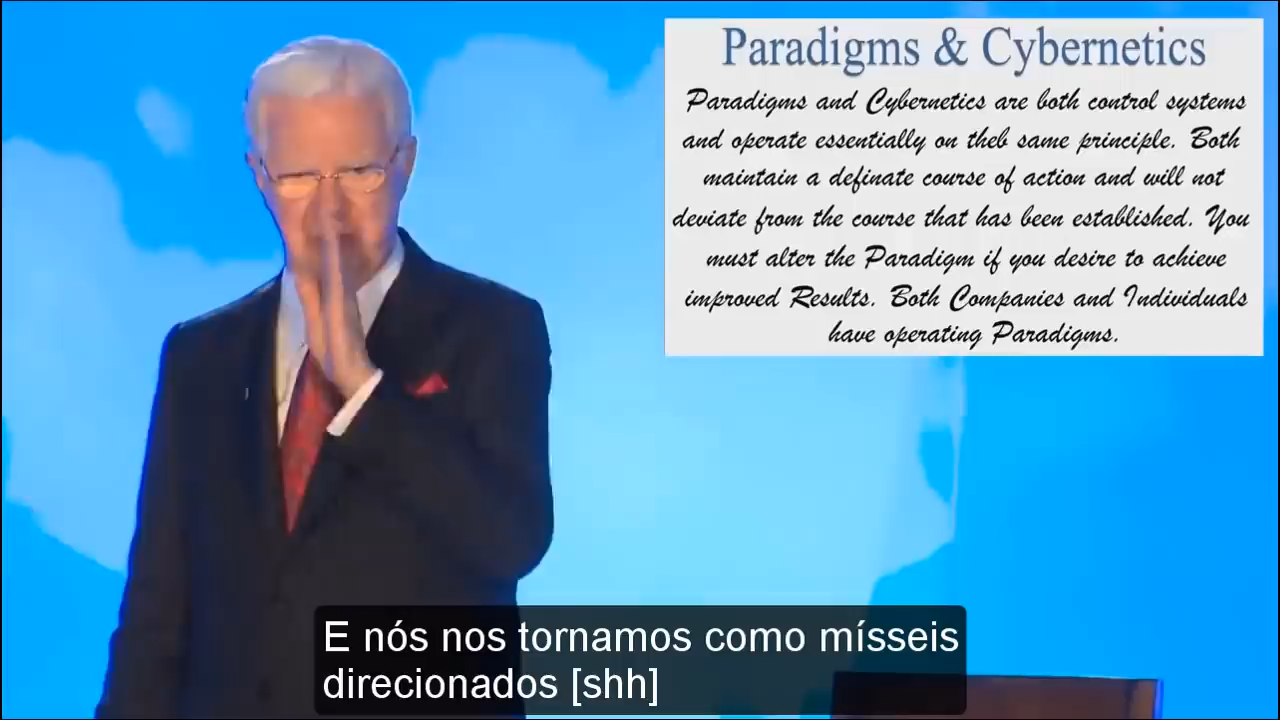 Paradigms & Cybernetics
Paradigms and Cybernetics are both control systems
and operate essentially on theb same principle. Both
maintain a definate course of action and will not
deviate from the course that has been established. You
must alter the Paradigm if you desire to achieve
improved Results. Both Companies and Individuals
have operating Paradigms.
E nós nos tornamos como mísseis
direcionados [shh]